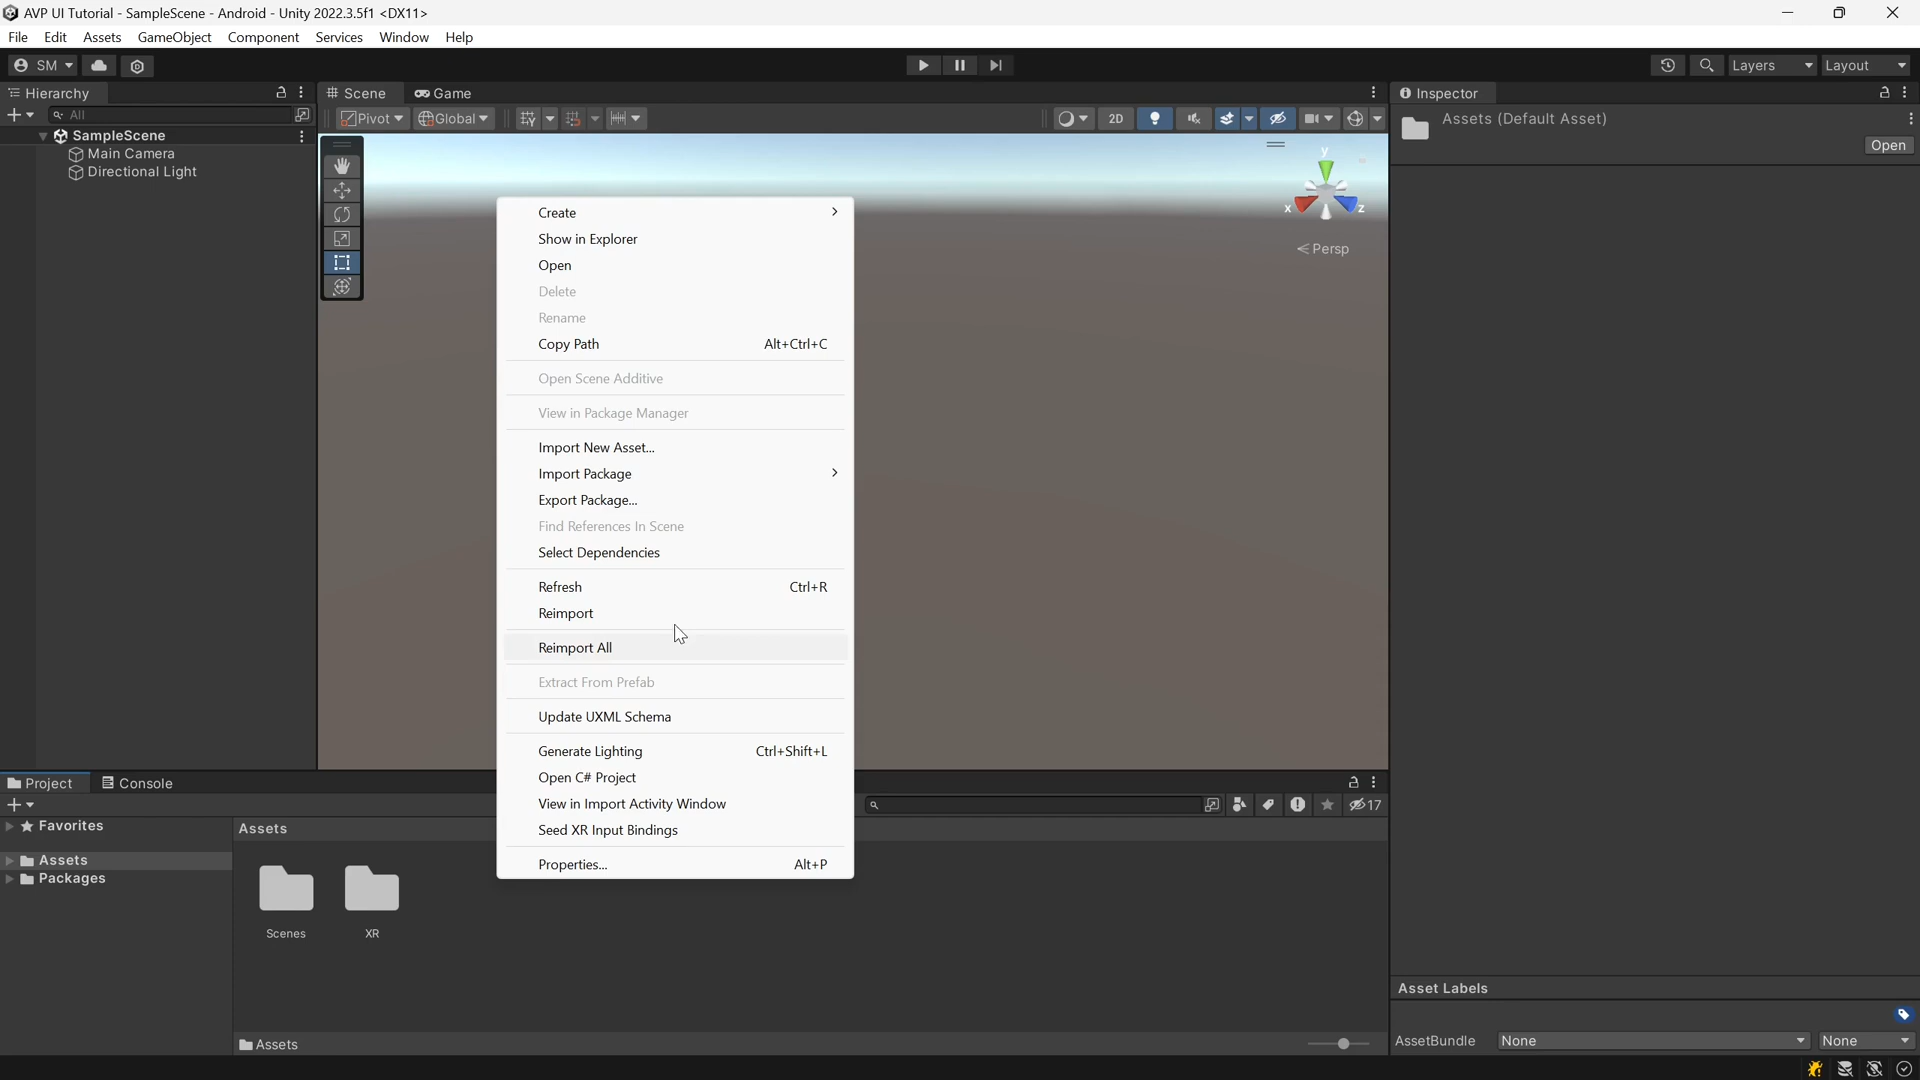 AVP UI Tutorial - SampleScene - Android - Unity 2022.3.5f1 <DX11>
File Edit Assets GameObject Component Services Window Help
SM Layers Layout
Hierarchy Scene Game Inspector
All Pivot Global 2D Assets (Default Asset)
Open
SampleScene
Main Camera
Directional Light
y
x z
Persp
Create
Show in Explorer
Open
Delete
Rename
Copy Path Alt+Ctrl+C
Open Scene Additive
View in Package Manager
Import New Asset...
Import Package
Export Package...
Find References In Scene
Select Dependencies
Refresh Ctrl+R
Reimport
Reimport All
Extract From Prefab
Update UXML Schema
Generate Lighting Ctrl+Shift+L
Open C# Project
View in Import Activity Window
Seed XR Input Bindings
Properties... Alt+P
Project Console
17
Favorites
Assets
Packages
Assets
Scenes XR
Assets
Asset Labels
AssetBundle None None